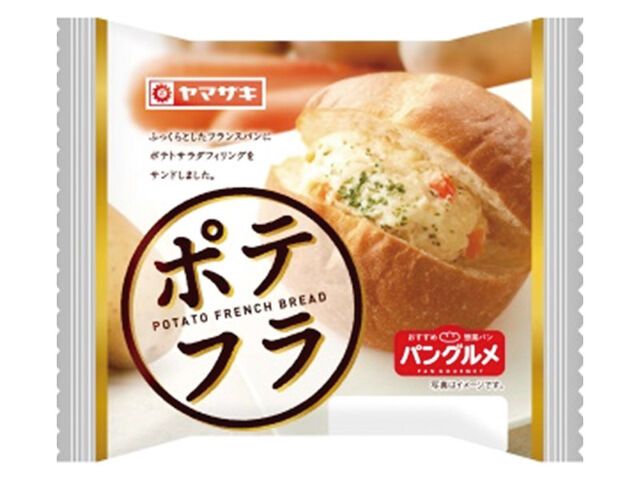 ヤマザキ
ふっくらとしたフランスパンに
ポテトサラダフィリングを
サンドしました。
ポテ
POTATO FRENCH BREAD
フラ
おすすめ 惣菜パン
パングルメ
PAN GOURMET
写真はイメージです。